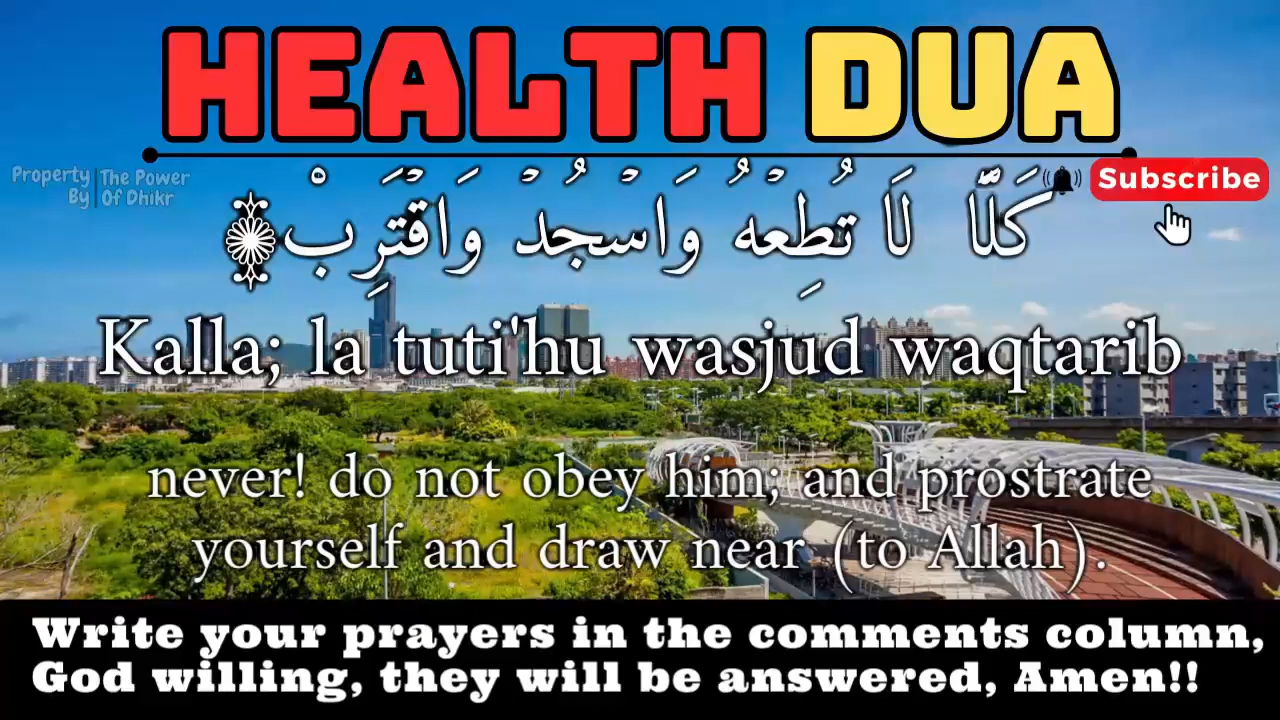 HEALTH DUA
Property By
The Power Of Dhikr
Subscribe
كَلَّا لَا تُطِعْهُ وَاسْجُدْ وَاقْتَرِبْ ۩
Kalla; la tuti'hu wasjud waqtarib
never! do not obey him; and prostrate
yourself and draw near (to Allah).
Write your prayers in the comments column,
God willing, they will be answered, Amen!!